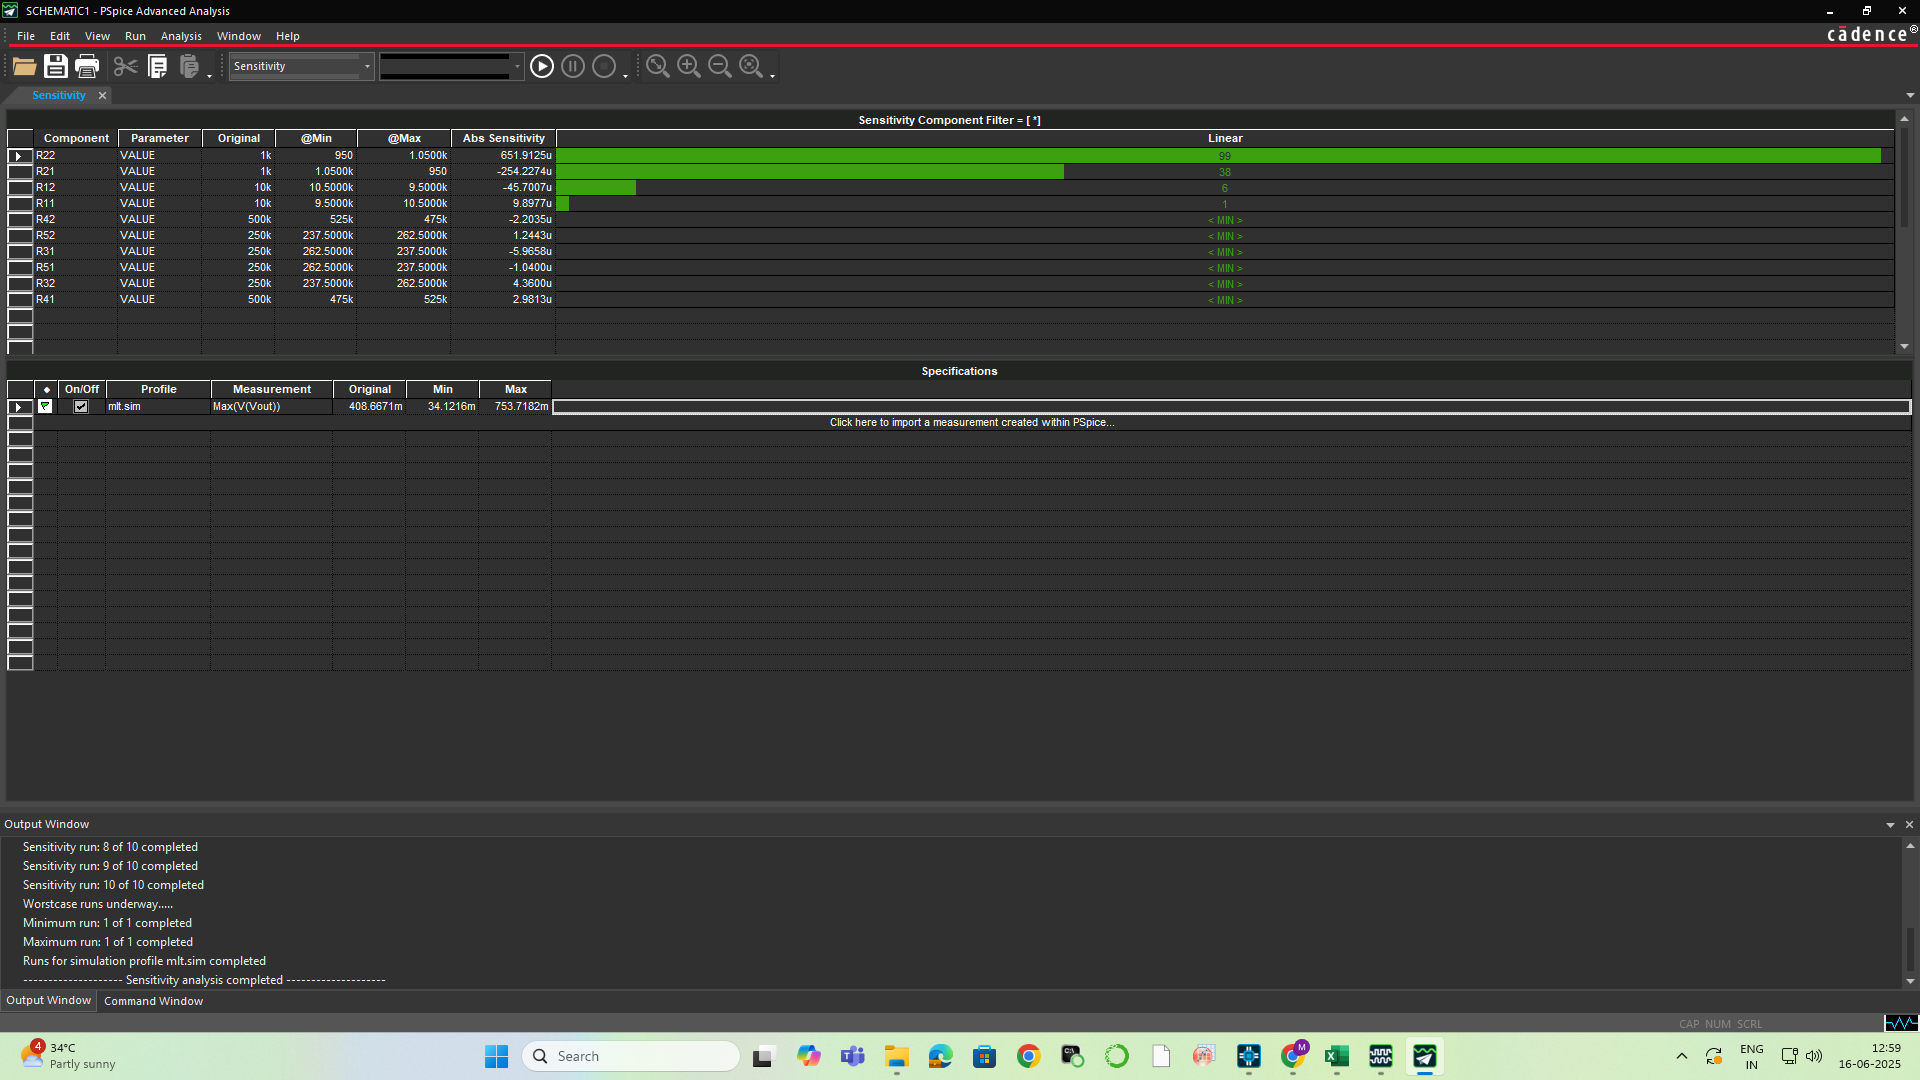 SCHEMATIC1 - PSpice Advanced Analysis
File Edit View Run Analysis Window Help
cādence®
Sensitivity
Sensitivity
Sensitivity Component Filter = [ *]
Component Parameter Original @Min @Max Abs Sensitivity Linear
R22 VALUE 1k 950 1.0500k 651.9125u 99
R21 VALUE 1k 1.0500k 950 -254.2274u 38
R12 VALUE 10k 10.5000k 9.5000k -45.7007u 6
R11 VALUE 10k 9.5000k 10.5000k 9.8977u 1
R42 VALUE 500k 525k 475k -2.2035u < MIN >
R52 VALUE 250k 237.5000k 262.5000k 1.2443u < MIN >
R31 VALUE 250k 262.5000k 237.5000k -5.9658u < MIN >
R51 VALUE 250k 262.5000k 237.5000k -1.0400u < MIN >
R32 VALUE 250k 237.5000k 262.5000k 4.3600u < MIN >
R41 VALUE 500k 475k 525k 2.9813u < MIN >
Specifications
On/Off Profile Measurement Original Min Max
mlt.sim Max(V(Vout)) 408.6671m 34.1216m 753.7182m
Click here to import a measurement created within PSpice...
Output Window
Sensitivity run: 8 of 10 completed
Sensitivity run: 9 of 10 completed
Sensitivity run: 10 of 10 completed
Worstcase runs underway.....
Minimum run: 1 of 1 completed
Maximum run: 1 of 1 completed
Runs for simulation profile mlt.sim completed
-------------------- Sensitivity analysis completed --------------------
Output Window Command Window
CAP NUM SCRL
4
34°C
Partly sunny
Search
M
ENG
IN
12:59
16-06-2025